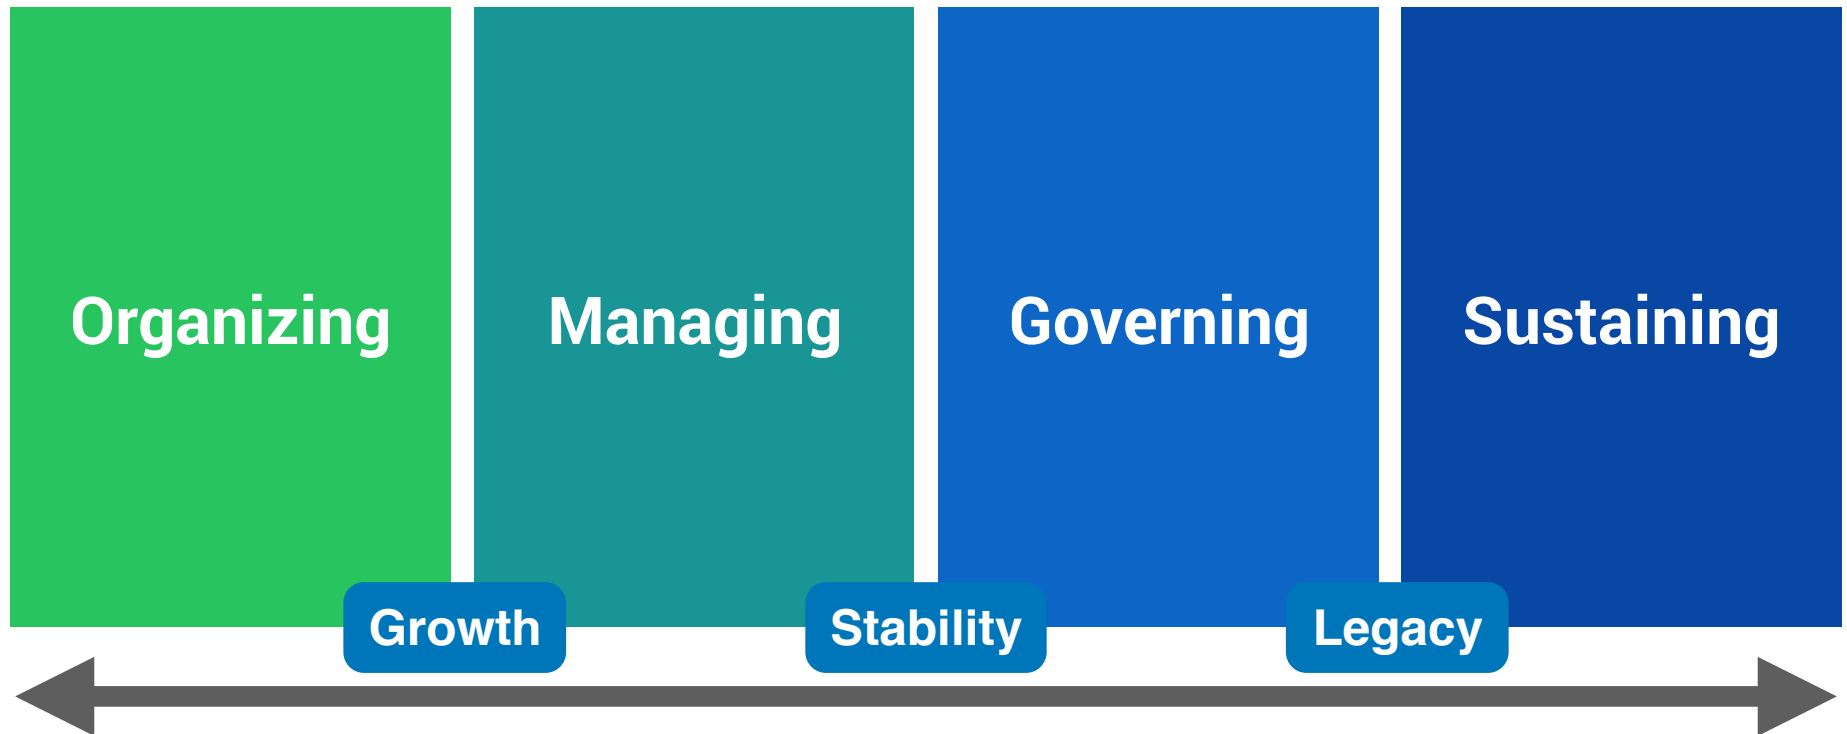 Organizing
Managing
Governing
Sustaining
Growth
Stability
Legacy